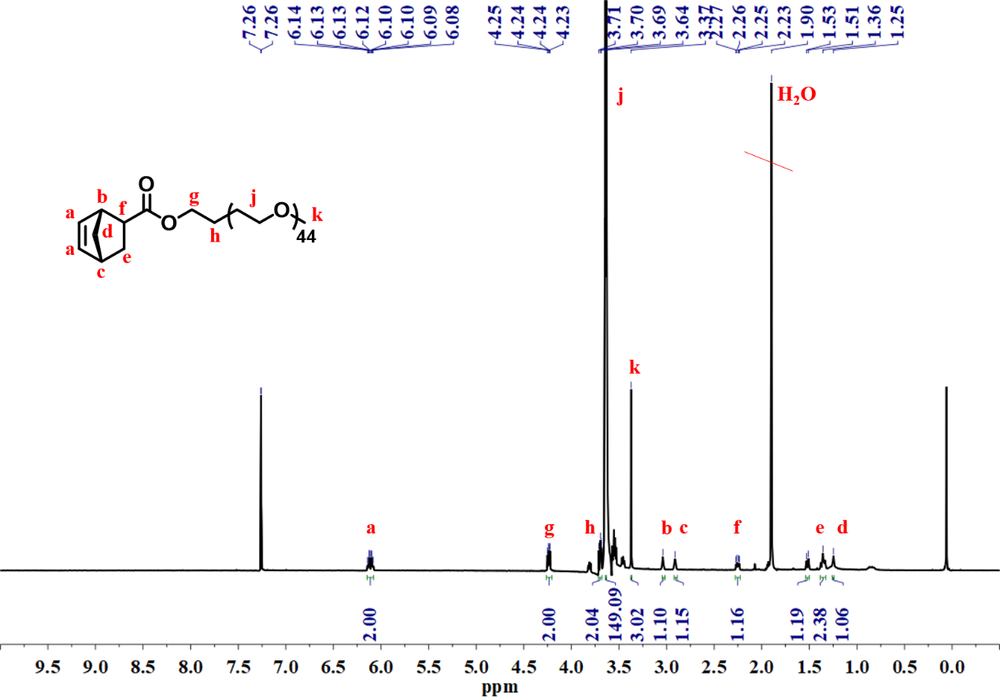 7.26 7.26 6.14 6.13 6.13 6.12 6.10 6.10 6.09 6.08 4.25 4.24 4.24 4.23 3.71 3.70 3.69 3.64 3.37 2.27 2.26 2.25 2.23 1.90 1.53 1.51 1.36 1.25
j
H₂O
k
O
b
f
g
j
a
O
O
k
d
h
44
a
e
c
a
g
h
b
c
f
e
d
2.00 2.00 2.04 149.09 3.02 1.10 1.15 1.16 1.19 2.38 1.06
9.5 9.0 8.5 8.0 7.5 7.0 6.5 6.0 5.5 5.0 4.5 4.0 3.5 3.0 2.5 2.0 1.5 1.0 0.5 0.0
ppm